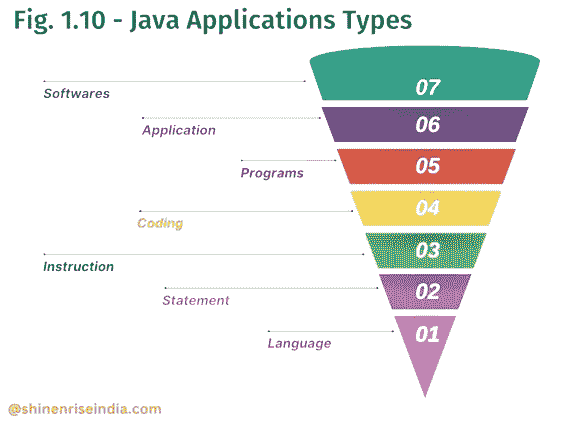 Fig. 1.10 - Java Applications Types
07
Softwares
06
Application
05
Programs
04
Coding
03
Instruction
02
Statement
01
Language
@shinenriseindia.com